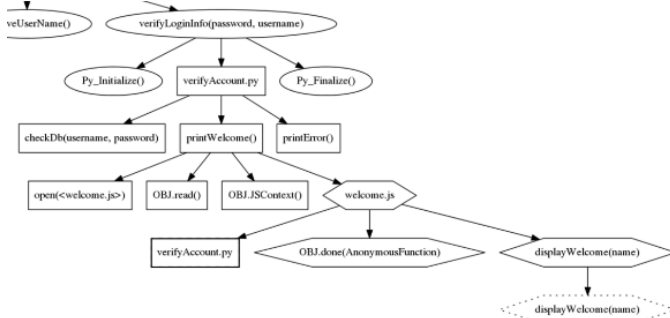 veUserName()
verifyLoginInfo(password, username)
Py_Initialize()
verifyAccount.py
Py_Finalize()
checkDb(username, password)
printWelcome()
printError()
open(<welcome.js>)
OBJ.read()
OBJ.JSContext()
welcome.js
verifyAccount.py
OBJ.done(AnonymousFunction)
displayWelcome(name)
displayWelcome(name)